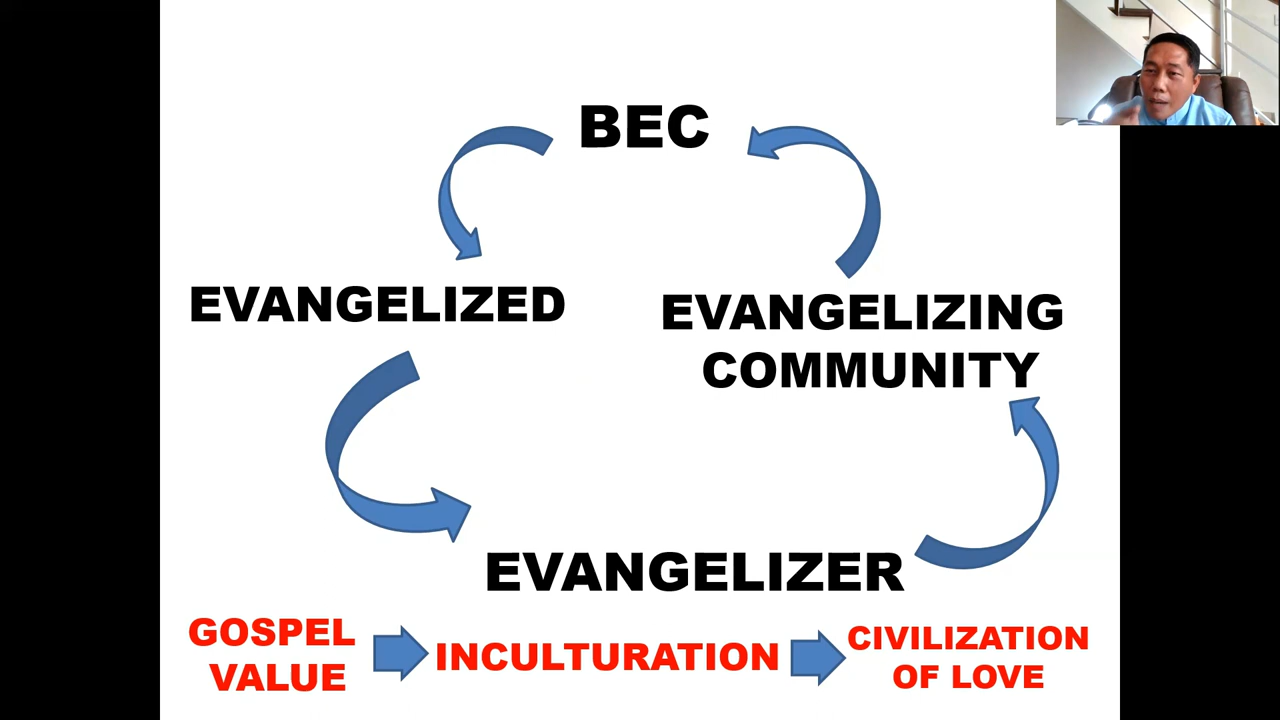 BEC
EVANGELIZED
EVANGELIZING
COMMUNITY
EVANGELIZER
GOSPEL
VALUE
INCULTURATION
CIVILIZATION
OF LOVE